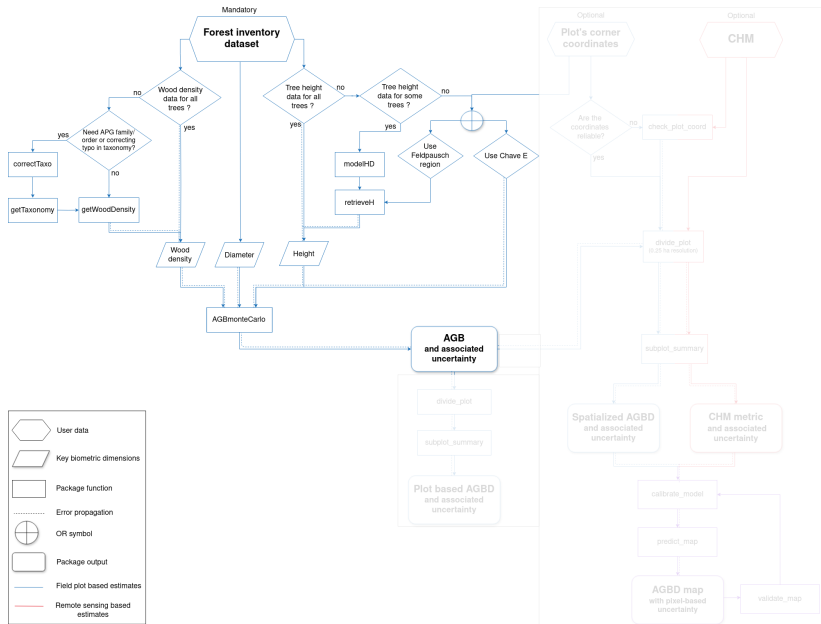 Mandatory
Forest inventory
dataset
Optional
Plot's corner
coordinates
Optional
CHM
no
Wood density
data for all
trees ?
yes
Tree height
data for all
trees ?
no
yes
Tree height
data for some
trees ?
no
yes
Are the
coordinates
reliable?
no
yes
check_plot_coord
yes
Need APG family/
order or correcting
typo in taxonomy?
no
correctTaxo
getTaxonomy
getWoodDensity
modelHD
retrieveH
Use
Feldpausch
region
Use Chave E
Wood
density
Diameter
Height
divide_plot
AGBmonteCarlo
AGB
and associated
uncertainty
subplot_summary
divide_plot
subplot_summary
Plot based AGBD
and associated
uncertainty
Spatialized AGBD
and associated
uncertainty
CHM metric
and associated
uncertainty
calibrate_model
predict_map
AGBD map
with pixel-based
uncertainty
validate_map
User data
Key biometric dimensions
Package function
Error propagation
OR symbol
Package output
Field plot based estimates
Remote sensing based
estimates